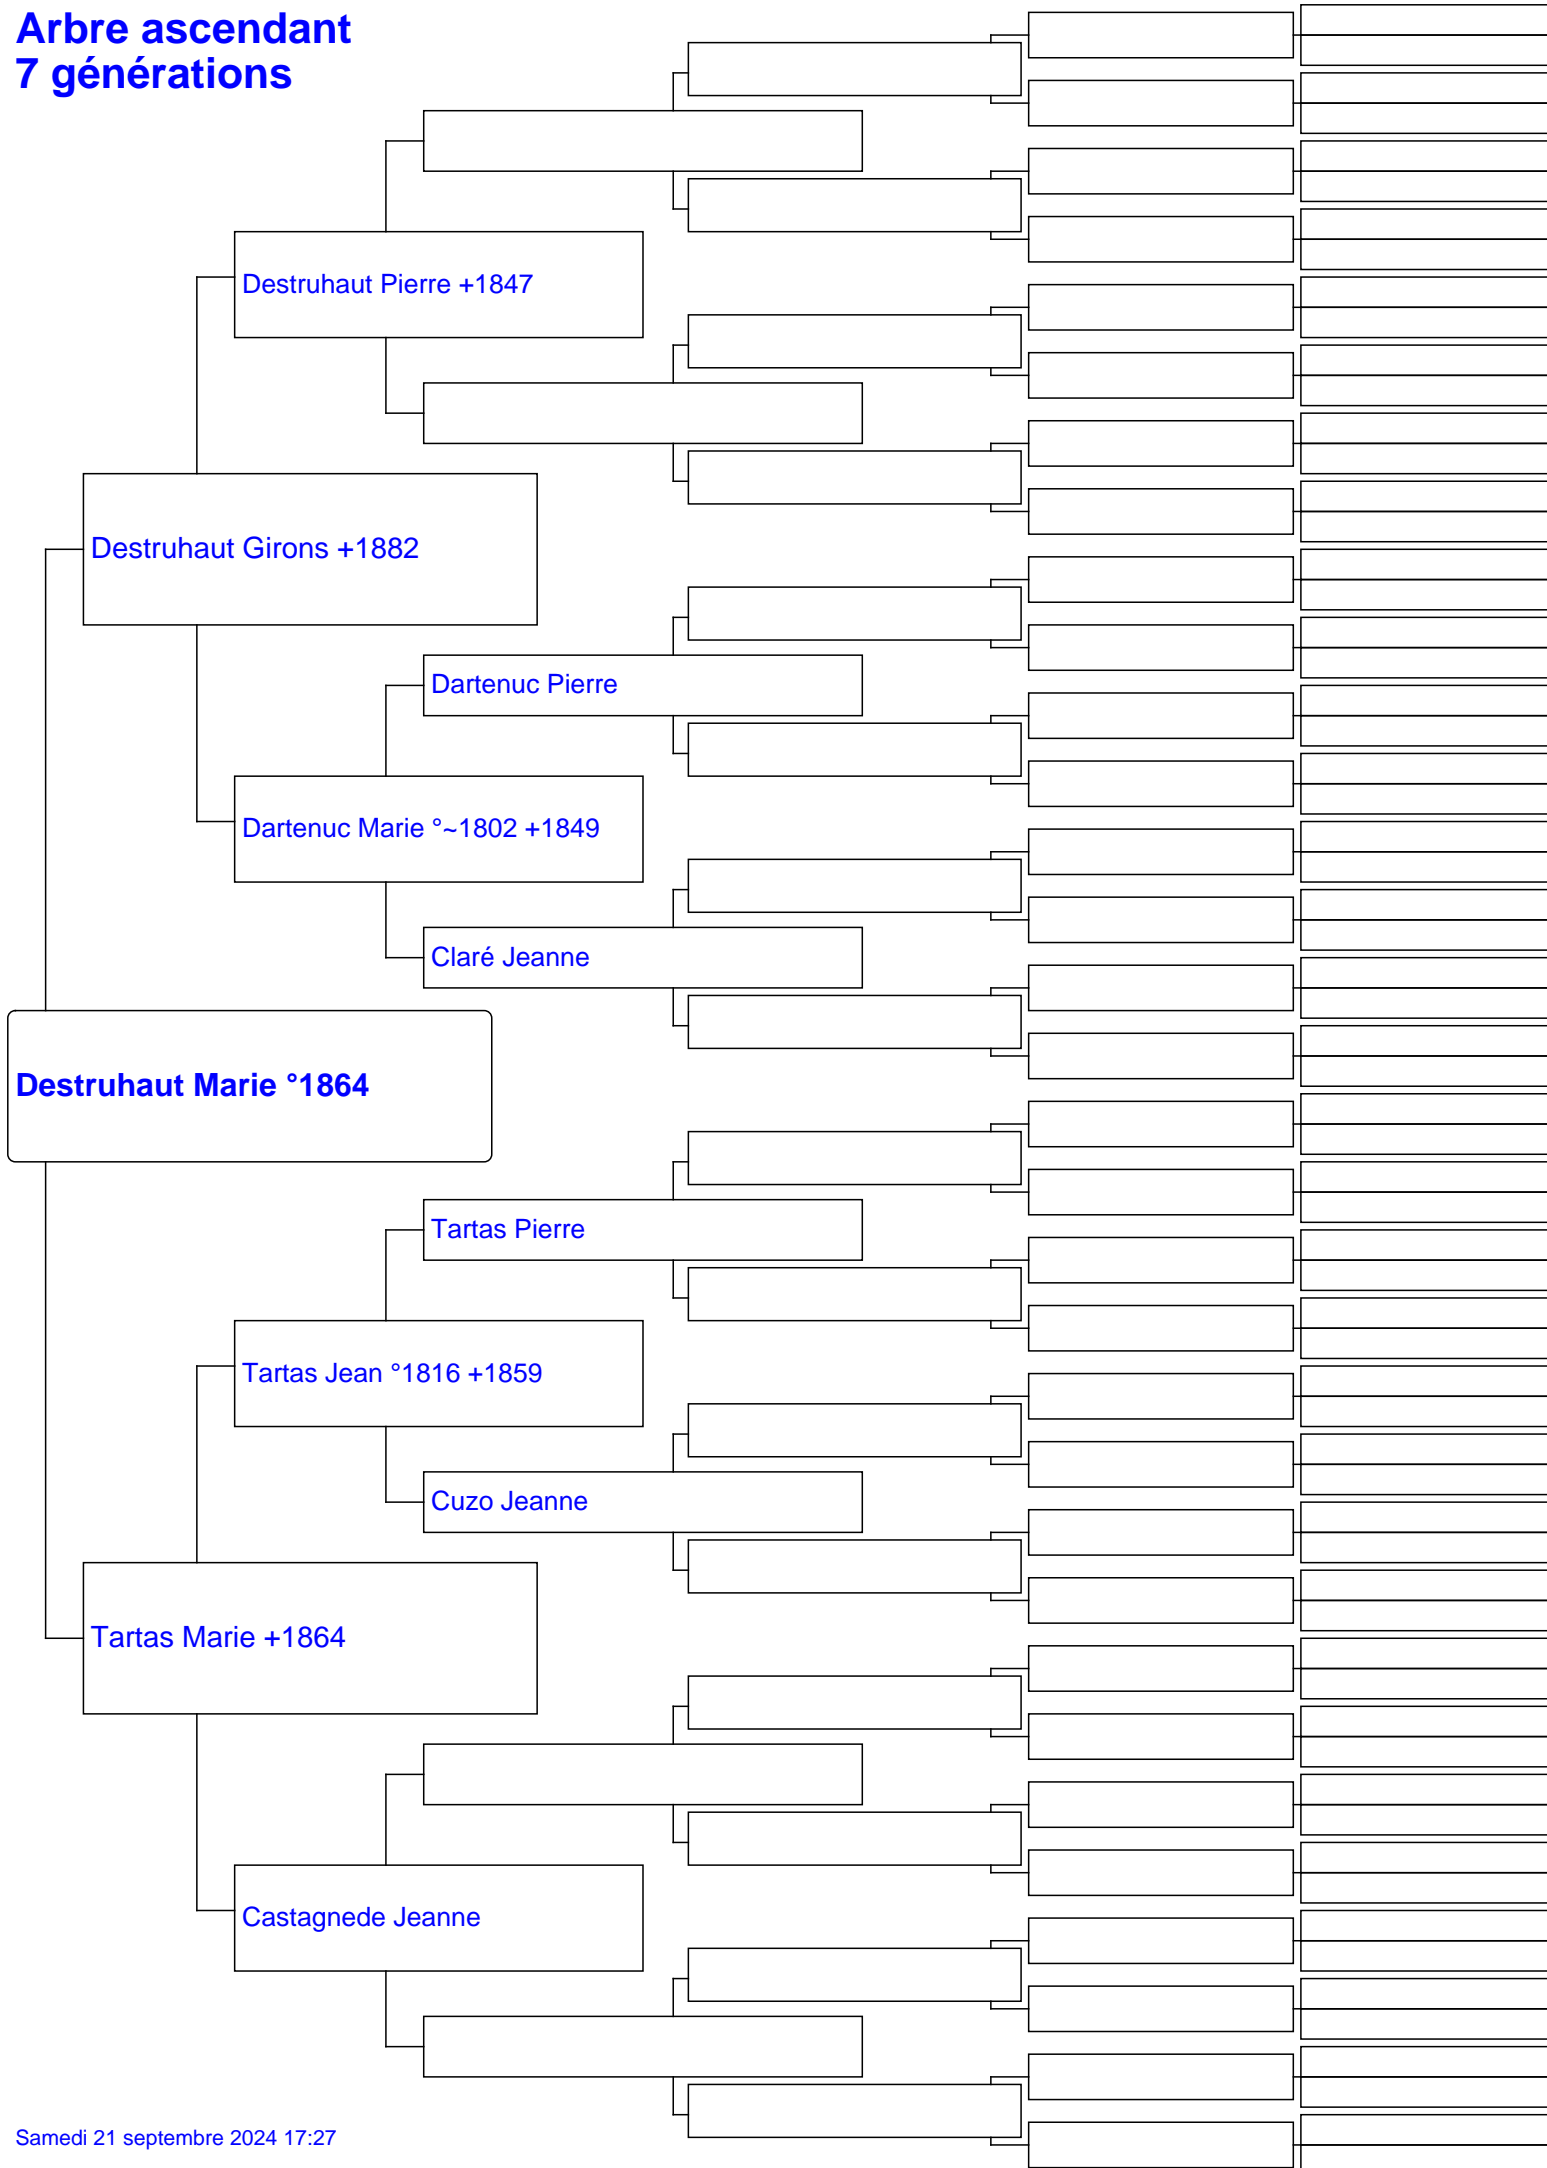 Arbre ascendant
7 générations
Destruhaut Pierre +1847
Destruhaut Girons +1882
Dartenuc Pierre
Dartenuc Marie °~1802 +1849
Claré Jeanne
Destruhaut Marie °1864
Tartas Pierre
Tartas Jean °1816 +1859
Cuzo Jeanne
Tartas Marie +1864
Castagnede Jeanne
Samedi 21 septembre 2024 17:27